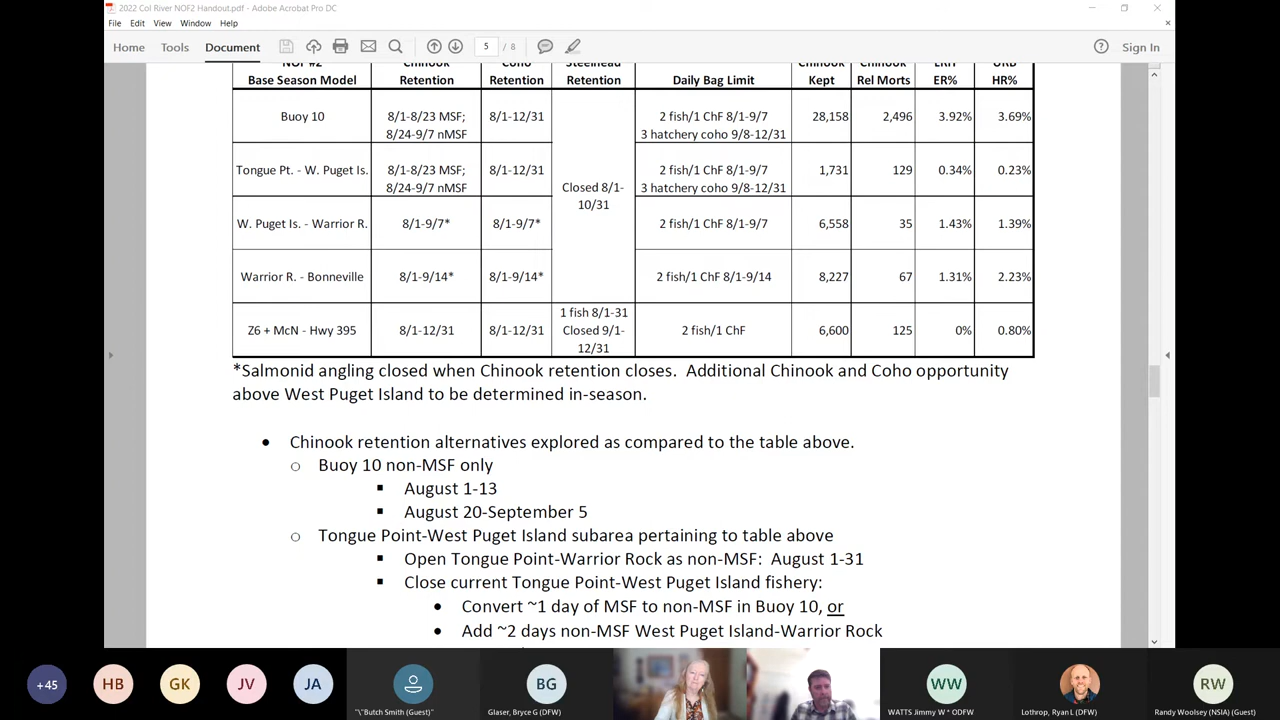 2022 Col River NOF2 Handout.pdf - Adobe Acrobat Pro DC
File Edit View Window Help
Home Tools Document 5 / 8 Sign In
NOF #2 Chinook Coho Steelhead Chinook Chinook LRH URB
Base Season Model Retention Retention Retention Daily Bag Limit Kept Rel Morts ER% HR%
Buoy 10 8/1-8/23 MSF; 8/1-12/31 2 fish/1 ChF 8/1-9/7 28,158 2,496 3.92% 3.69%
8/24-9/7 nMSF 3 hatchery coho 9/8-12/31
Tongue Pt. - W. Puget Is. 8/1-8/23 MSF; 8/1-12/31 2 fish/1 ChF 8/1-9/7 1,731 129 0.34% 0.23%
8/24-9/7 nMSF 3 hatchery coho 9/8-12/31
Closed 8/1-
10/31
W. Puget Is. - Warrior R. 8/1-9/7* 8/1-9/7* 2 fish/1 ChF 8/1-9/7 6,558 35 1.43% 1.39%
Warrior R. - Bonneville 8/1-9/14* 8/1-9/14* 2 fish/1 ChF 8/1-9/14 8,227 67 1.31% 2.23%
1 fish 8/1-31
Z6 + McN - Hwy 395 8/1-12/31 8/1-12/31 Closed 9/1- 2 fish/1 ChF 6,600 125 0% 0.80%
12/31
*Salmonid angling closed when Chinook retention closes. Additional Chinook and Coho opportunity
above West Puget Island to be determined in-season.
• Chinook retention alternatives explored as compared to the table above.
○ Buoy 10 non-MSF only
▪ August 1-13
▪ August 20-September 5
○ Tongue Point-West Puget Island subarea pertaining to table above
▪ Open Tongue Point-Warrior Rock as non-MSF: August 1-31
▪ Close current Tongue Point-West Puget Island fishery:
• Convert ~1 day of MSF to non-MSF in Buoy 10, or
• Add ~2 days non-MSF West Puget Island-Warrior Rock
+45 HB GK JV JA BG WW RW
"\"Butch Smith (Guest)" Glaser, Bryce G (DFW) WATTS Jimmy W * ODFW Lothrop, Ryan L (DFW) Randy Woolsey (NSIA) (Guest)